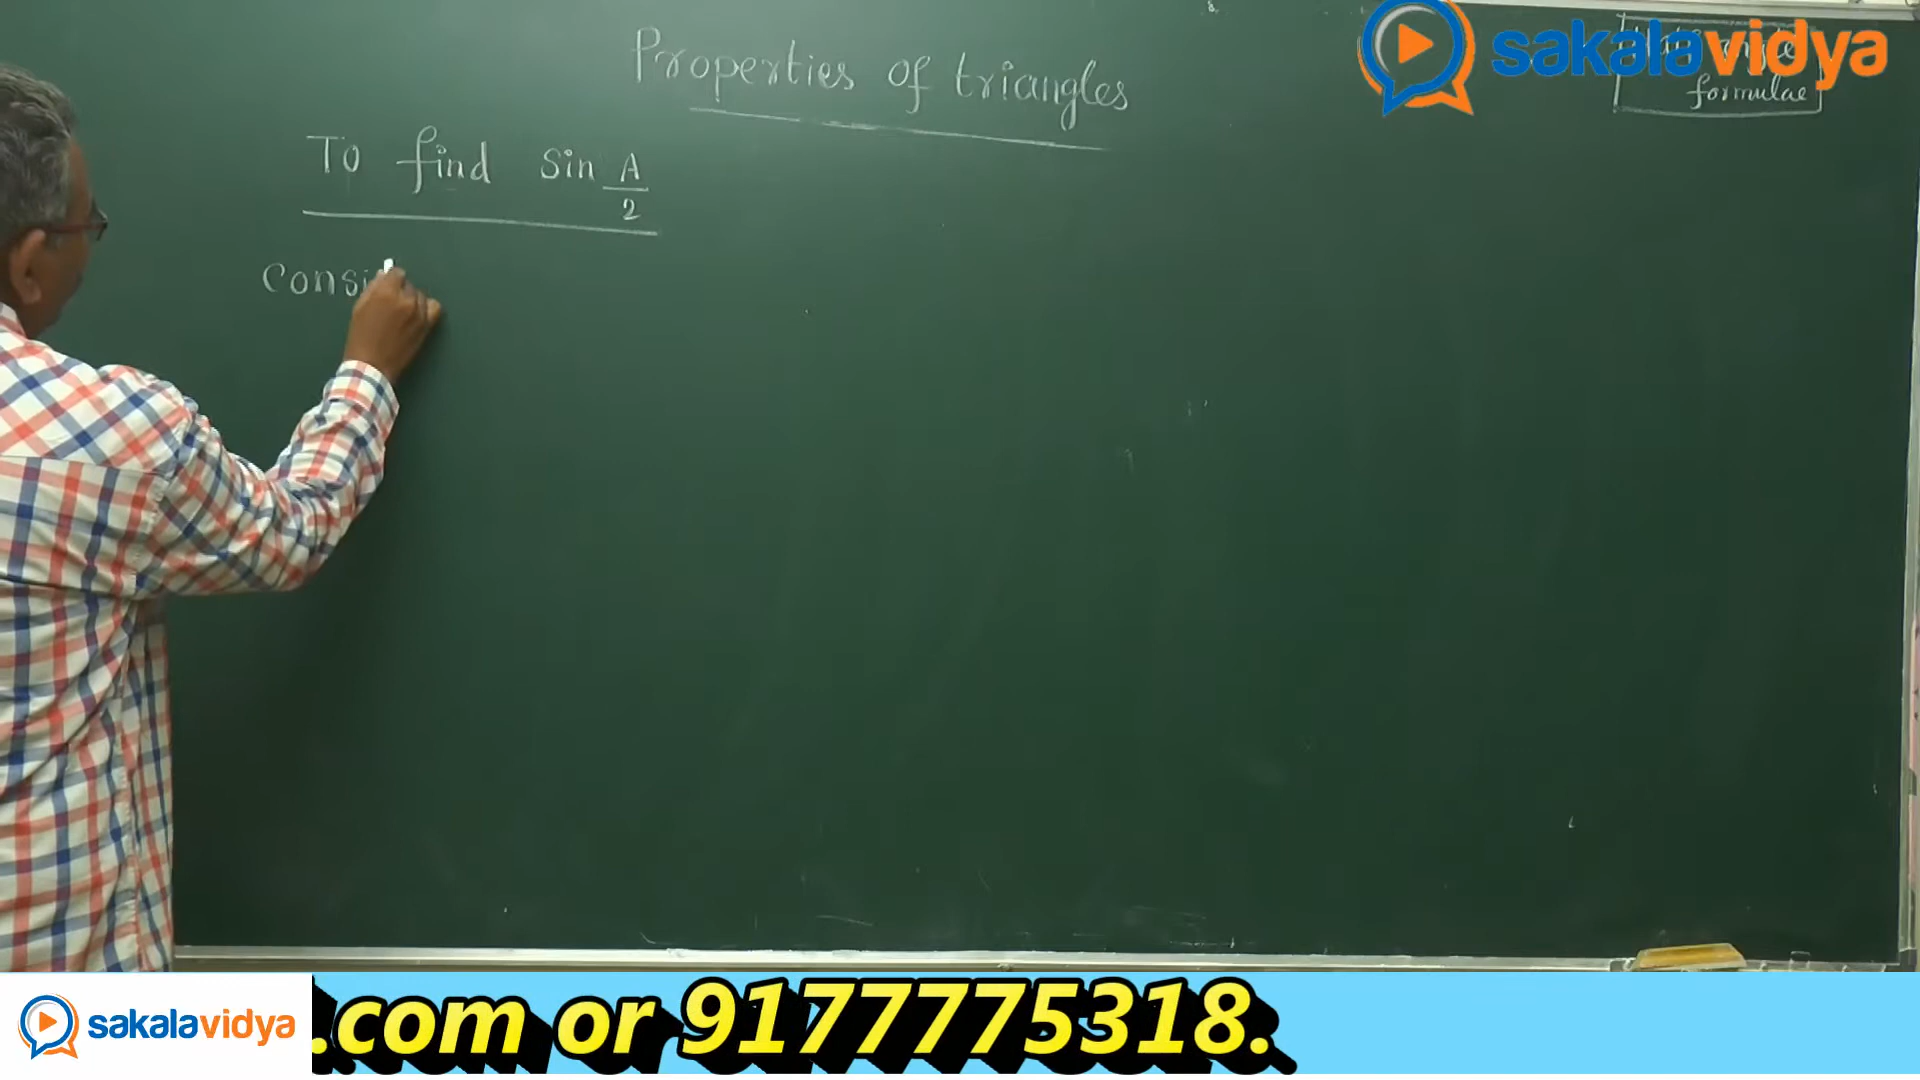 Properties of triangles
sakalavidya
formulae
To find Sin A/2
Consi
sakalavidya
.com or 9177775318.